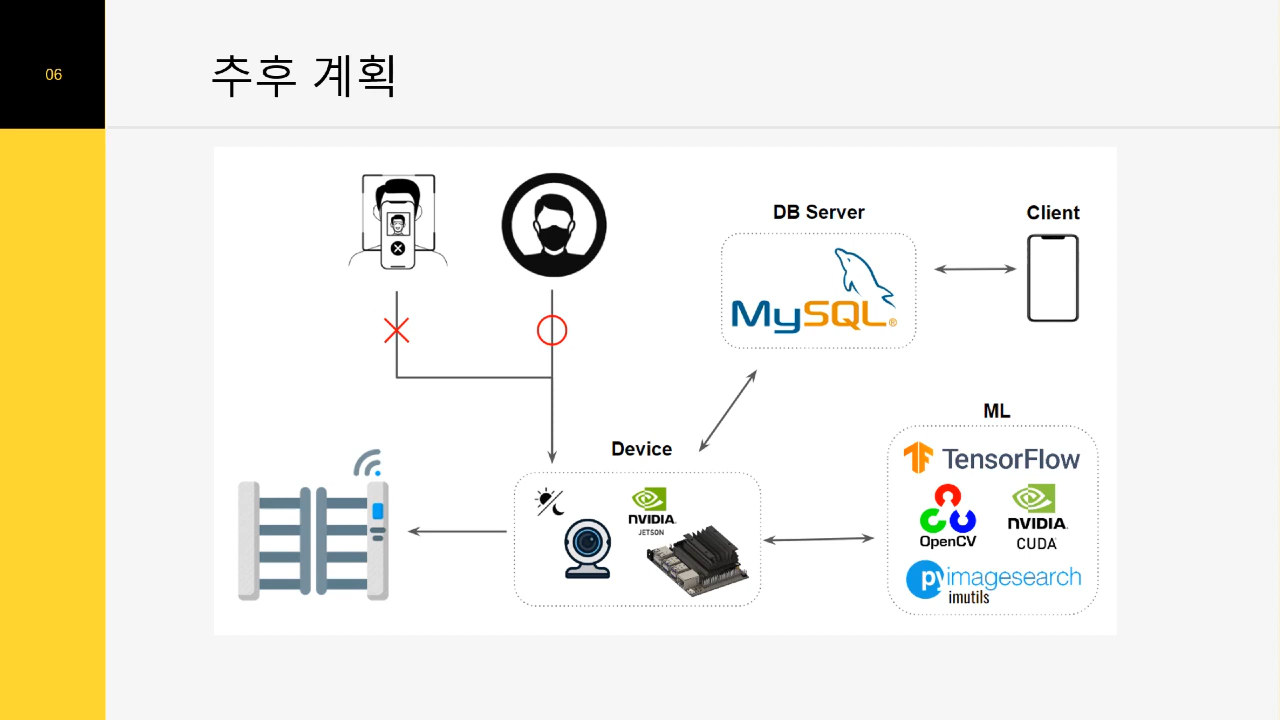 06
추후 계획
DB Server
Client
MySQL®
ML
Device
TensorFlow
NVIDIA.
JETSON
OpenCV
NVIDIA.
CUDA
pyimagesearch
imutils